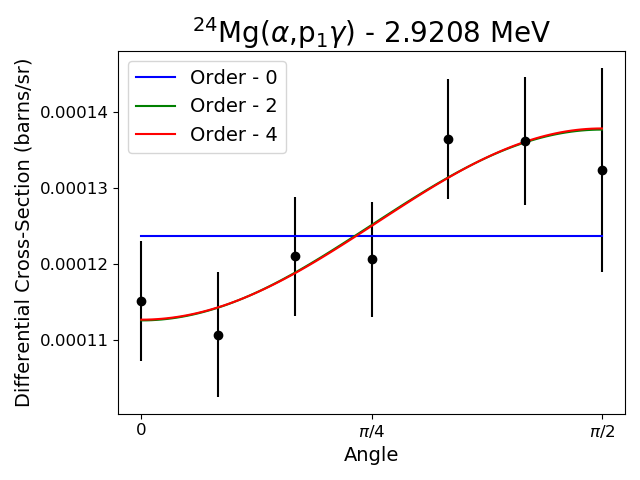 ²⁴Mg(α,p₁γ) - 2.9208 MeV
Order - 0
Order - 2
Order - 4
Differential Cross-Section (barns/sr)
0.00014
0.00013
0.00012
0.00011
0
π/4
π/2
Angle